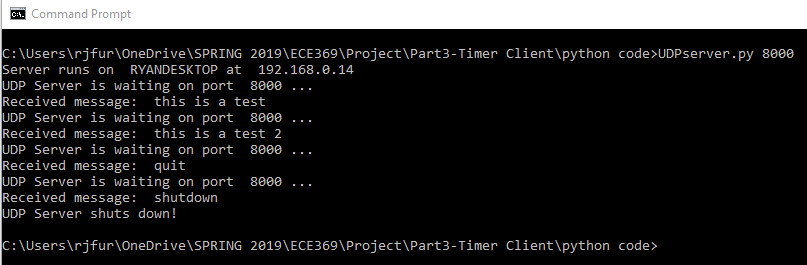 Command Prompt
C:\Users\rjfur\OneDrive\SPRING 2019\ECE369\Project\Part3-Timer Client\python code>UDPserver.py 8000
Server runs on  RYANDESKTOP at  192.168.0.14
UDP Server is waiting on port  8000 ...
Received message:  this is a test
UDP Server is waiting on port  8000 ...
Received message:  this is a test 2
UDP Server is waiting on port  8000 ...
Received message:  quit
UDP Server is waiting on port  8000 ...
Received message:  shutdown
UDP Server shuts down!
C:\Users\rjfur\OneDrive\SPRING 2019\ECE369\Project\Part3-Timer Client\python code>